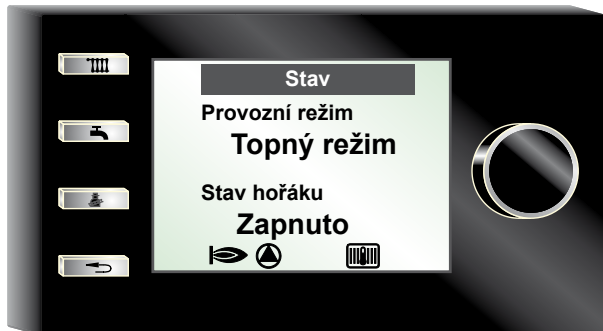 Stav
Provozní režim
Topný režim
Stav hořáku
Zapnuto